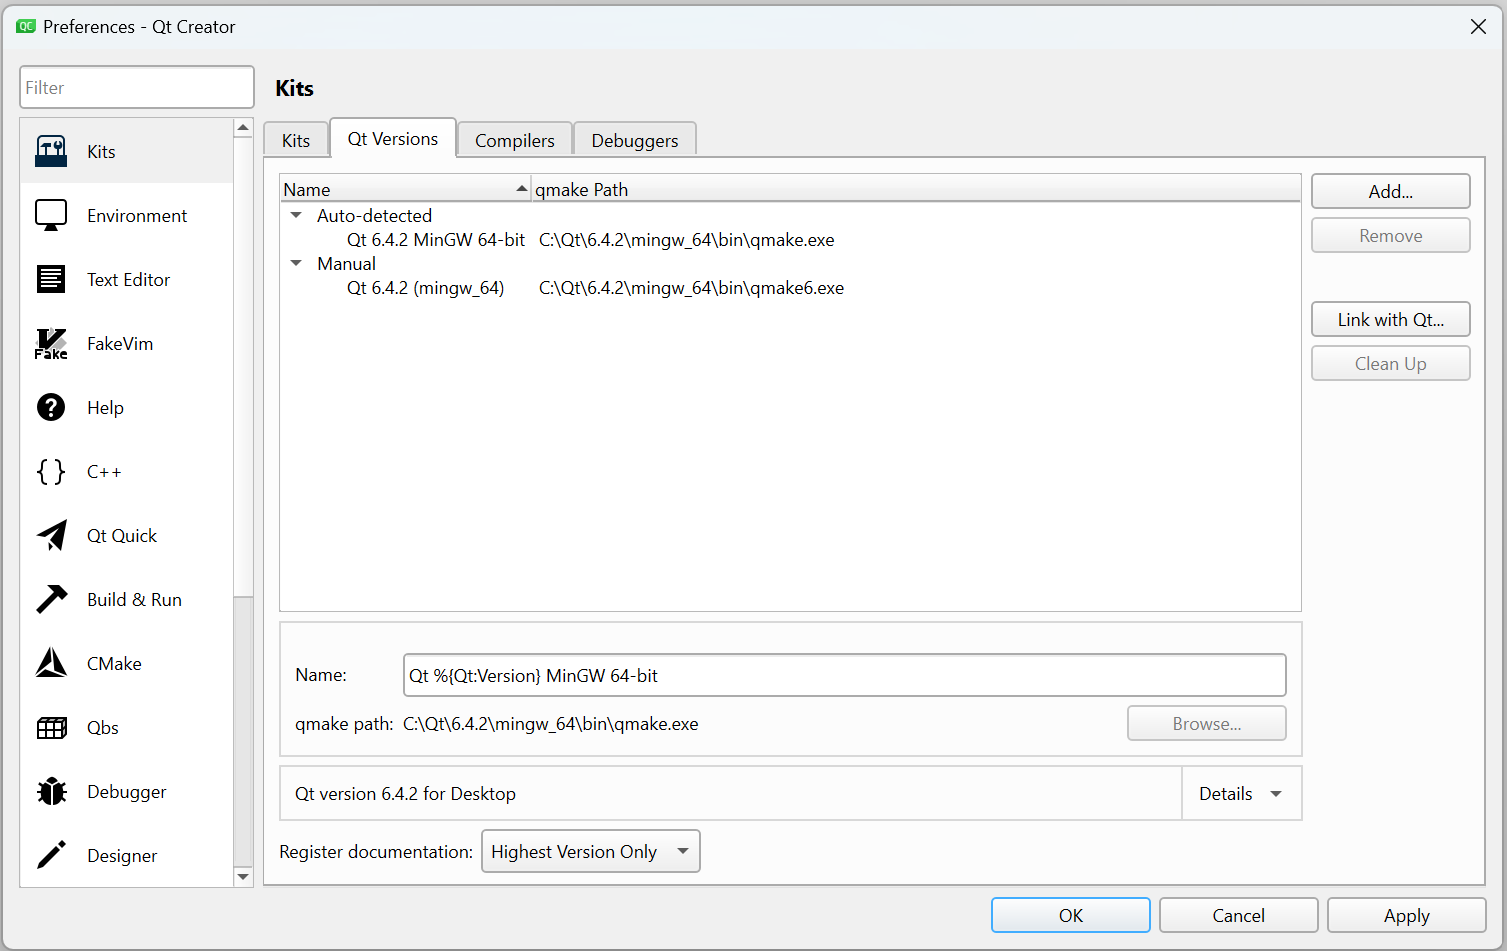 QC Preferences - Qt Creator
Filter
Kits
Kits
Environment
Text Editor
Fake FakeVim
Help
C++
Qt Quick
Build & Run
CMake
Qbs
Debugger
Designer
Kits Qt Versions Compilers Debuggers
Name qmake Path
Auto-detected
Qt 6.4.2 MinGW 64-bit C:\Qt\6.4.2\mingw_64\bin\qmake.exe
Manual
Qt 6.4.2 (mingw_64) C:\Qt\6.4.2\mingw_64\bin\qmake6.exe
Add...
Remove
Link with Qt...
Clean Up
Name: Qt %{Qt:Version} MinGW 64-bit
qmake path: C:\Qt\6.4.2\mingw_64\bin\qmake.exe Browse...
Qt version 6.4.2 for Desktop Details
Register documentation: Highest Version Only
OK Cancel Apply